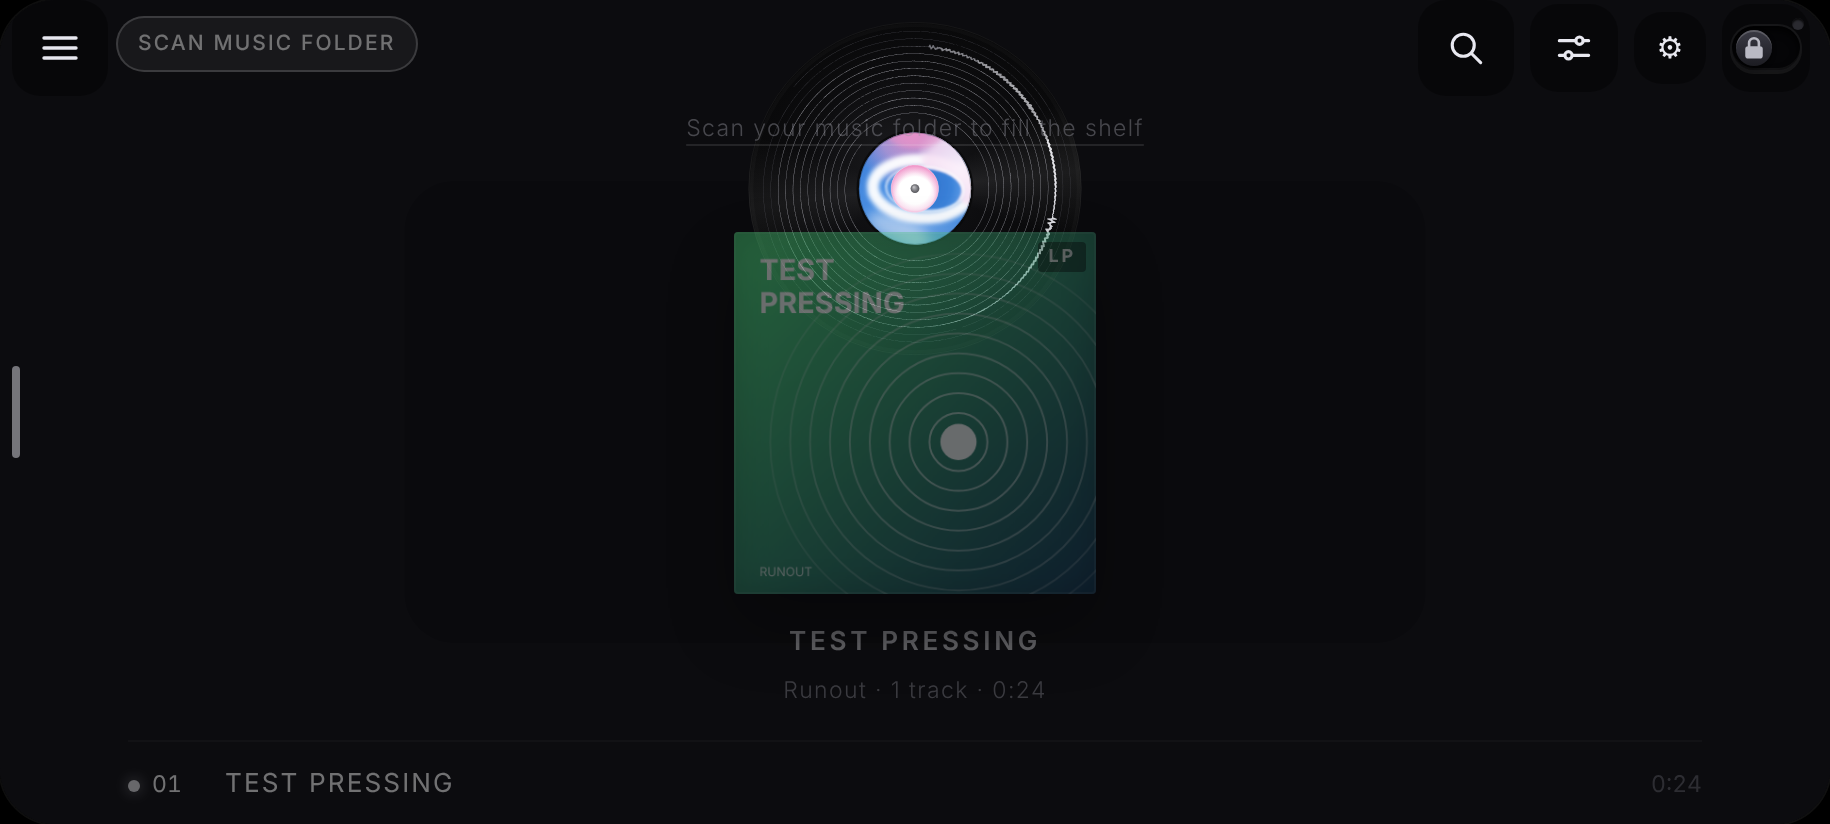 SCAN MUSIC FOLDER
Scan your music folder to fill the shelf
LP
TEST
PRESSING
RUNOUT
TEST PRESSING
Runout · 1 track · 0:24
01 TEST PRESSING 0:24